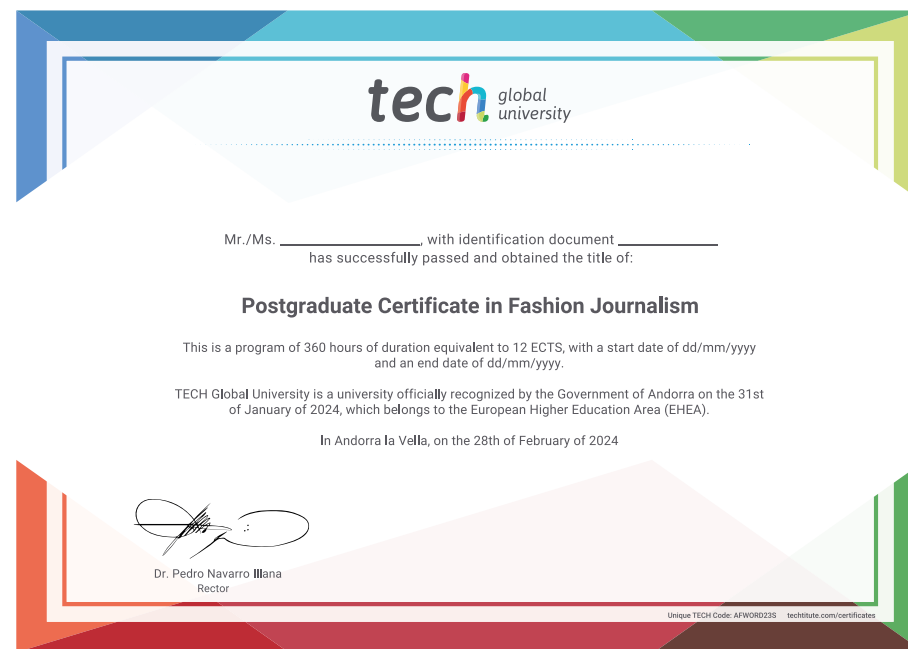 tech global university
Mr./Ms. ____________________, with identification document ______________
has successfully passed and obtained the title of:
Postgraduate Certificate in Fashion Journalism
This is a program of 360 hours of duration equivalent to 12 ECTS, with a start date of dd/mm/yyyy
and an end date of dd/mm/yyyy.
TECH Global University is a university officially recognized by the Government of Andorra on the 31st
of January of 2024, which belongs to the European Higher Education Area (EHEA).
In Andorra la Vella, on the 28th of February of 2024
Dr. Pedro Navarro Illana
Rector
Unique TECH Code: AFWORD23S techtitute.com/certificates